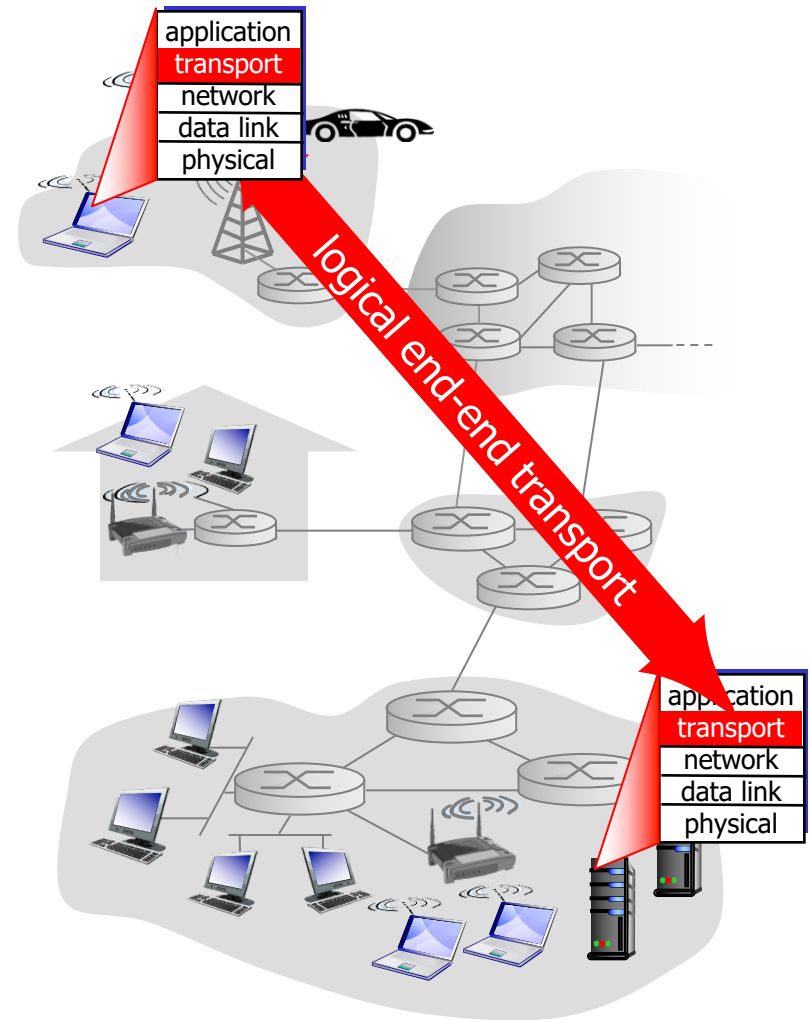 application
transport
network
data link
physical
logical end-end transport
application
transport
network
data link
physical